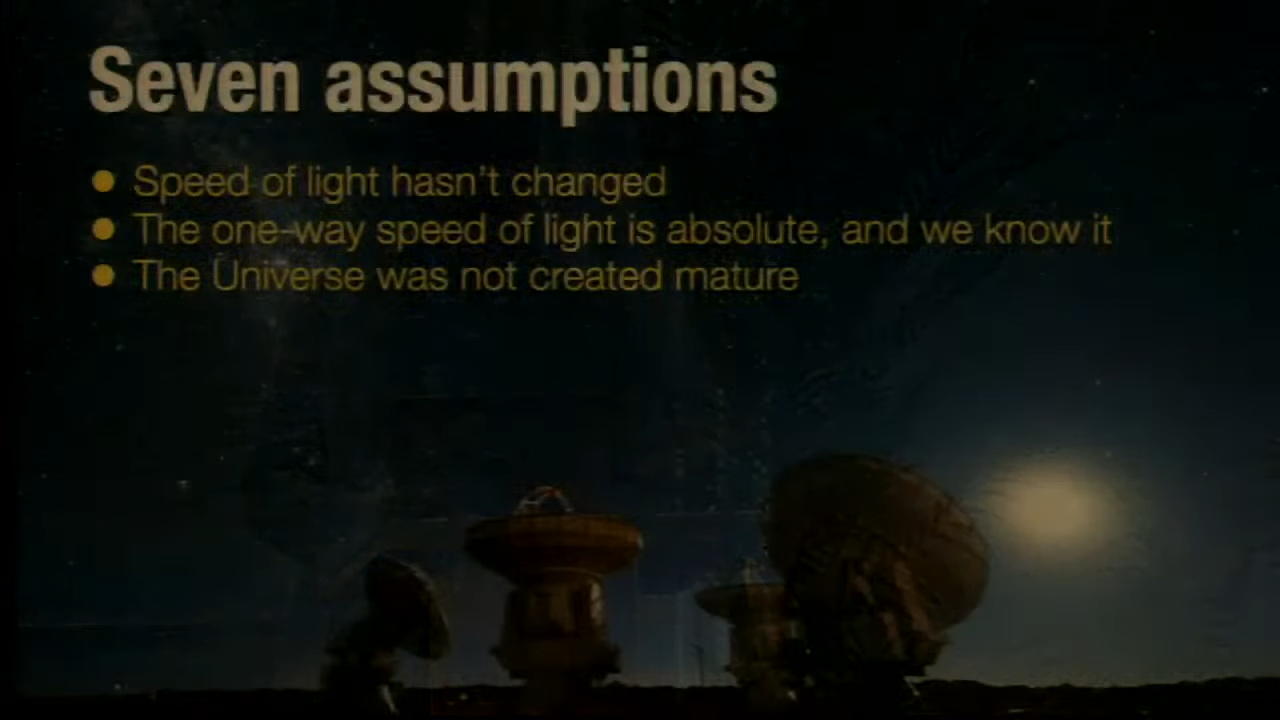 Seven assumptions
● Speed of light hasn't changed
● The one-way speed of light is absolute, and we know it
● The Universe was not created mature